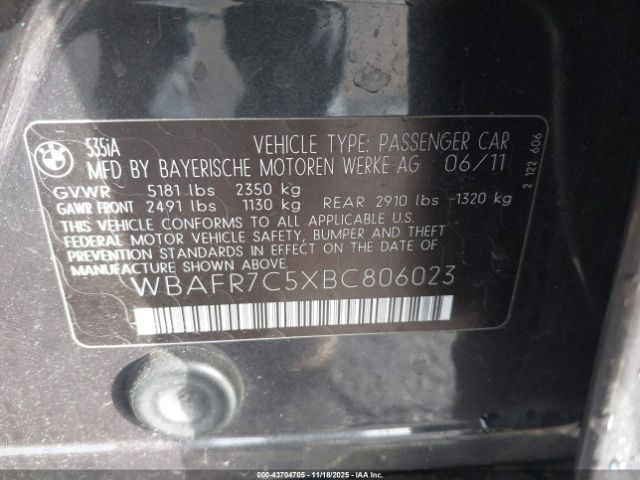 BMW
535iA VEHICLE TYPE: PASSENGER CAR
MFD BY BAYERISCHE MOTOREN WERKE AG 06/11
GVWR 5181 lbs 2350 kg
GAWR FRONT 2491 lbs 1130 kg REAR 2910 lbs -1320 kg
THIS VEHICLE CONFORMS TO ALL APPLICABLE U.S.
FEDERAL MOTOR VEHICLE SAFETY, BUMPER AND THEFT
PREVENTION STANDARDS IN EFFECT ON THE DATE OF
MANUFACTURE SHOWN ABOVE.
WBAFR7C5XBC806023
2 122 606
000-43704705 - 11/18/2025 - ©IAA, Inc.